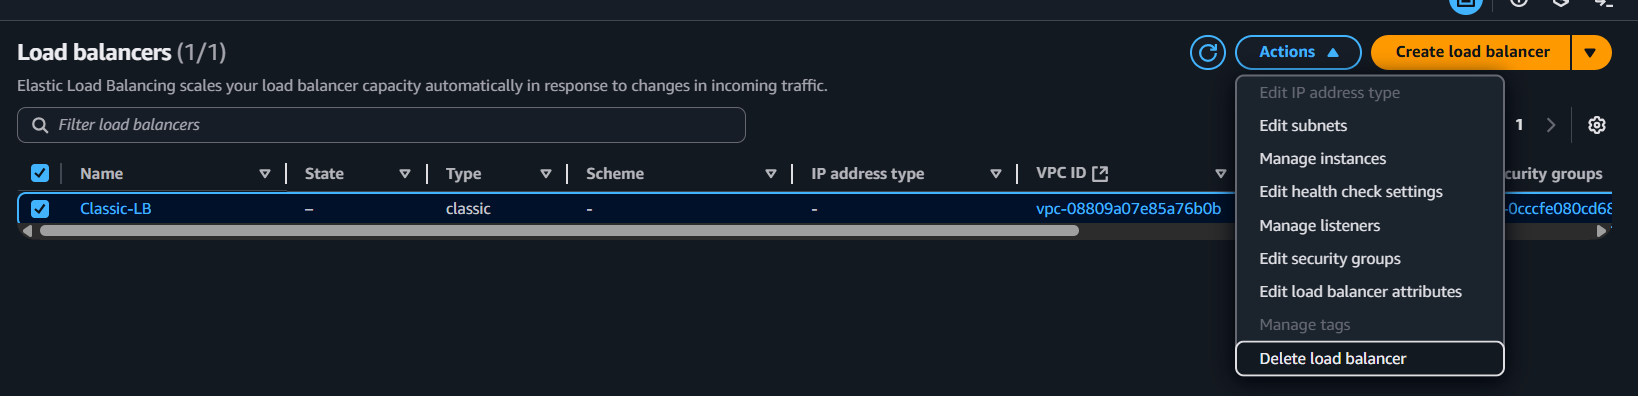 Load balancers (1/1)
Actions
Create load balancer
Elastic Load Balancing scales your load balancer capacity automatically in response to changes in incoming traffic.
Filter load balancers
1
Name State Type Scheme IP address type VPC ID curity groups
Classic-LB – classic - - vpc-08809a07e85a76b0b -0cccfe080cd68
Edit IP address type
Edit subnets
Manage instances
Edit health check settings
Manage listeners
Edit security groups
Edit load balancer attributes
Manage tags
Delete load balancer